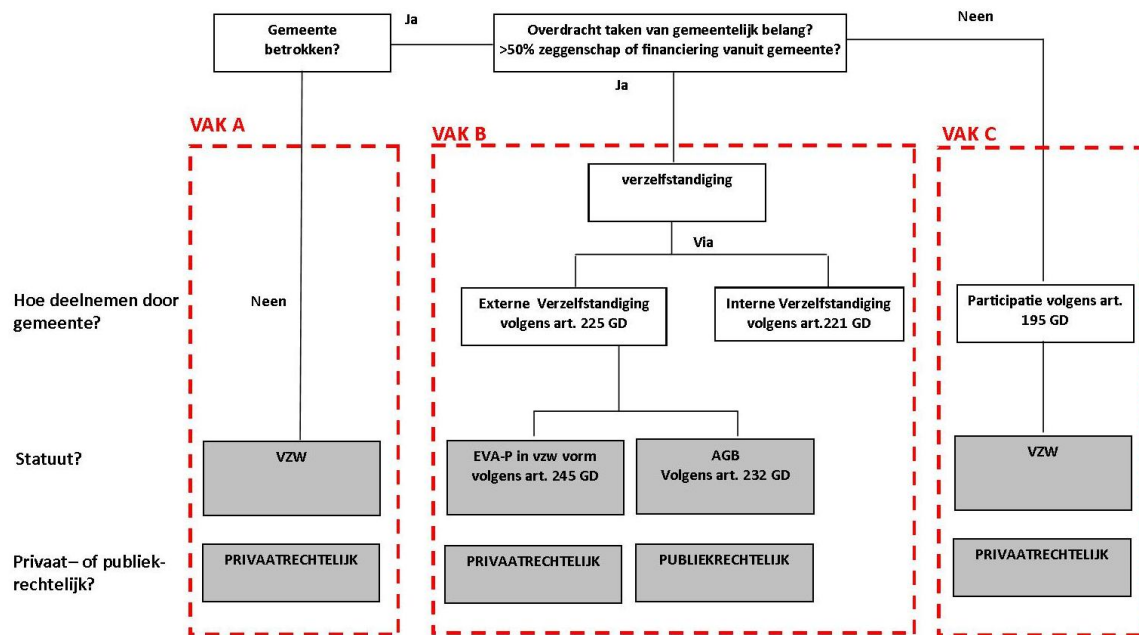 Gemeente
betrokken?
Ja
Overdracht taken van gemeentelijk belang?
>50% zeggenschap of financiering vanuit gemeente?
Neen
Ja
VAK A
VAK B
VAK C
verzelfstandiging
Via
Hoe deelnemen door
gemeente?
Neen
Externe Verzelfstandiging
volgens art. 225 GD
Interne Verzelfstandiging
volgens art.221 GD
Participatie volgens art.
195 GD
Statuut?
VZW
EVA-P in vzw vorm
volgens art. 245 GD
AGB
Volgens art. 232 GD
VZW
Privaat– of publiek-
rechtelijk?
PRIVAATRECHTELIJK
PRIVAATRECHTELIJK
PUBLIEKRECHTELIJK
PRIVAATRECHTELIJK